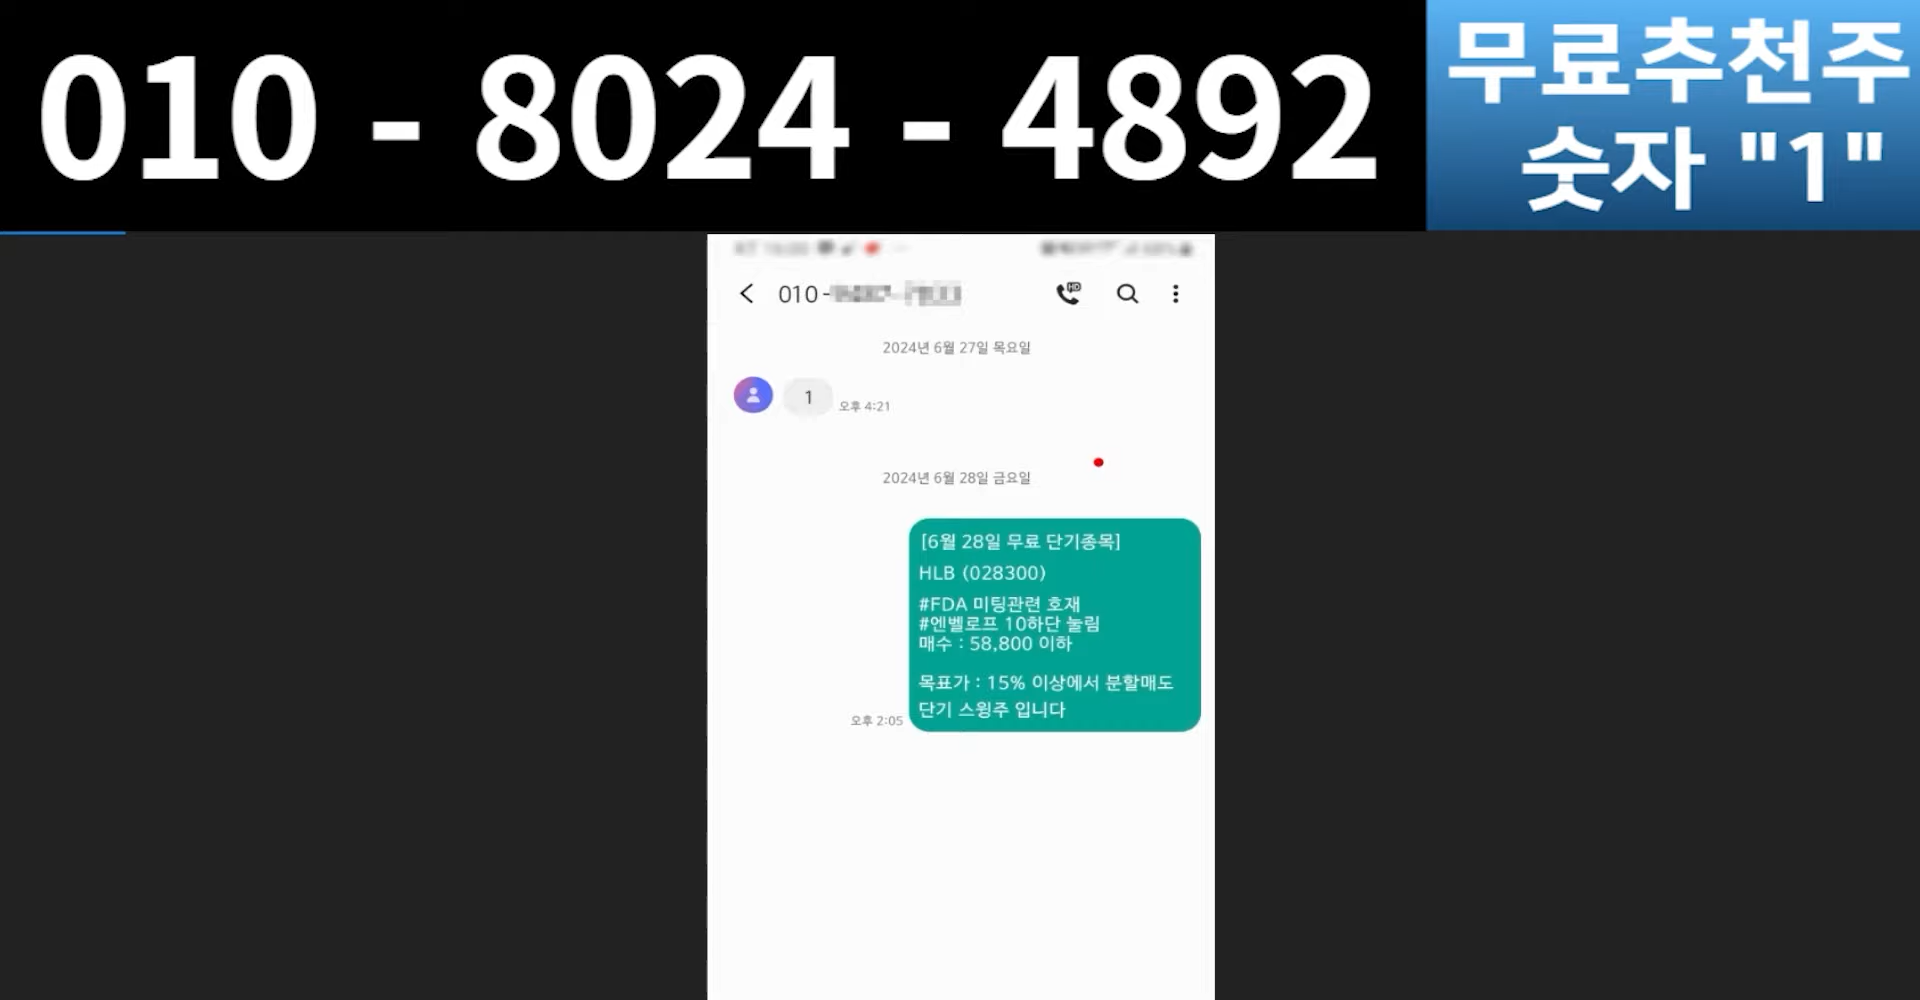 010 - 8024 - 4892
무료추천주
숫자 "1"
010 -
2024년 6월 27일 목요일
1
오후 4:21
2024년 6월 28일 금요일
[6월 28일 무료 단기종목]
HLB (028300)
#FDA 미팅관련 호재
#엔벨로프 10하단 눌림
매수 : 58,800 이하
목표가 : 15% 이상에서 분할매도
단기 스윙주 입니다
오후 2:05